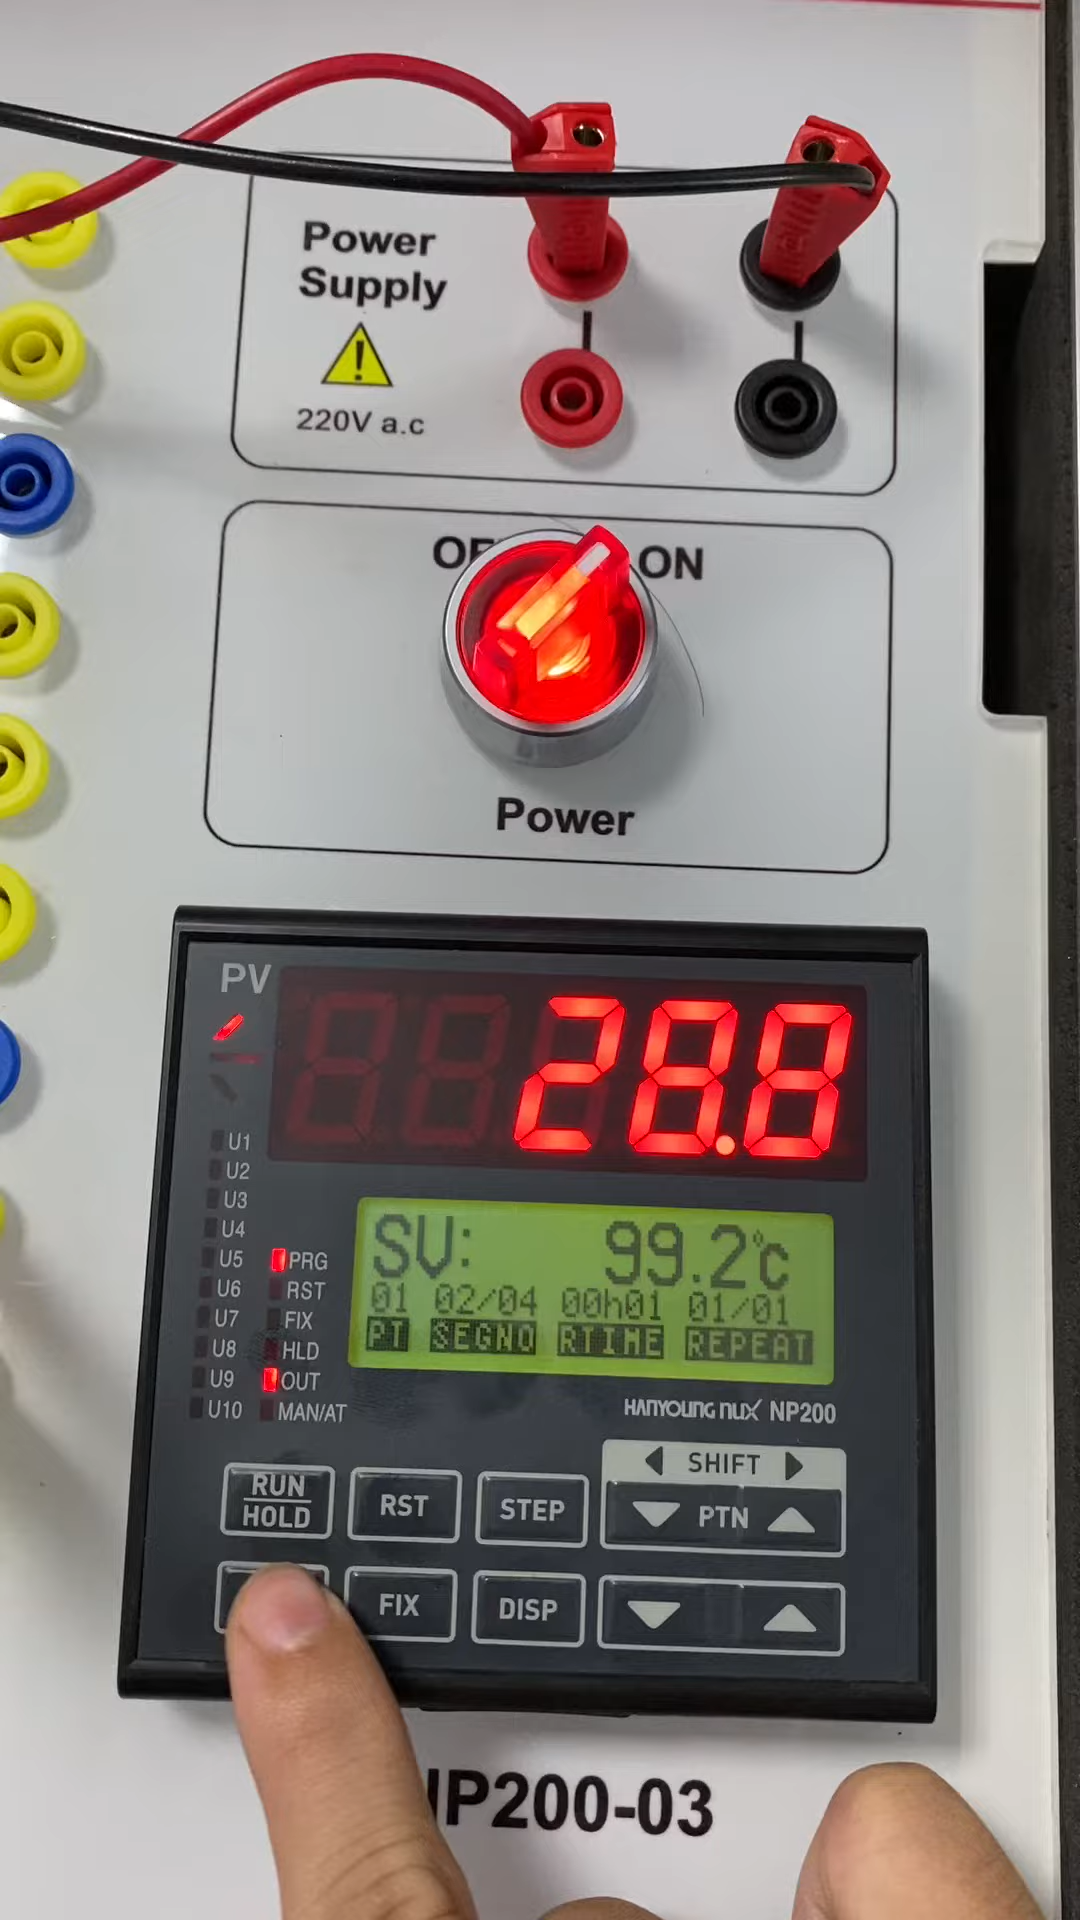 Power
Supply
220V a.c
ON
Power
PV
28.8
U1
U2
U3
U4
U5
U6
U7
U8
U9
U10
PRG
RST
FIX
HLD
OUT
MAN/AT
SV: 99.2℃
01 02/04 00h01 01/01
PT SEGNO RTIME REPEAT
HANYOUNG nux NP200
RUN
HOLD
RST
STEP
SHIFT
PTN
FIX
DISP
P200-03